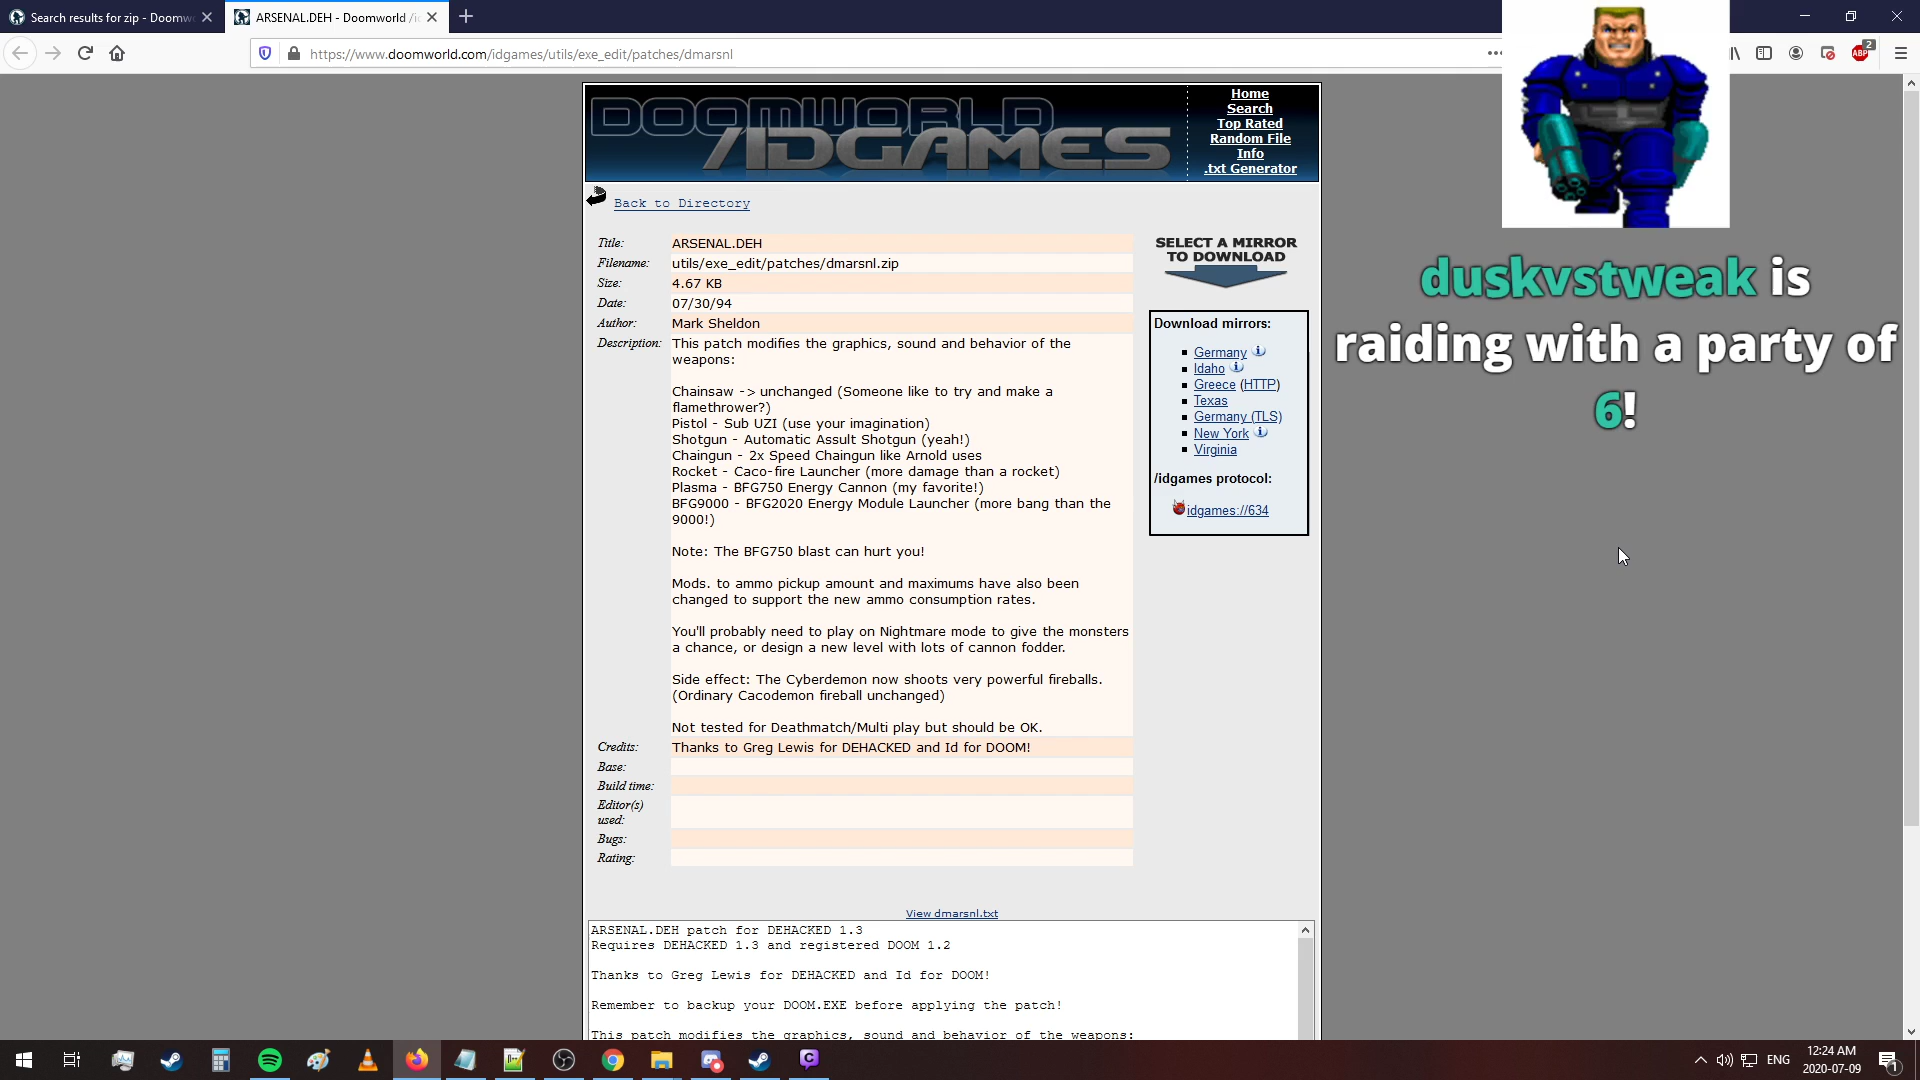 Search results for zip - Doomw
ARSENAL.DEH - Doomworld /i
https://www.doomworld.com/idgames/utils/exe_edit/patches/dmarsnl
ABP
2
DOOMWORLD
/IDGAMES
Home
Search
Top Rated
Random File
Info
.txt Generator
Back to Directory
Title: ARSENAL.DEH
Filename: utils/exe_edit/patches/dmarsnl.zip
Size: 4.67 KB
Date: 07/30/94
Author: Mark Sheldon
Description: This patch modifies the graphics, sound and behavior of the
weapons:
Chainsaw -> unchanged (Someone like to try and make a
flamethrower?)
Pistol - Sub UZI (use your imagination)
Shotgun - Automatic Assult Shotgun (yeah!)
Chaingun - 2x Speed Chaingun like Arnold uses
Rocket - Caco-fire Launcher (more damage than a rocket)
Plasma - BFG750 Energy Cannon (my favorite!)
BFG9000 - BFG2020 Energy Module Launcher (more bang than the
9000!)
Note: The BFG750 blast can hurt you!
Mods. to ammo pickup amount and maximums have also been
changed to support the new ammo consumption rates.
You'll probably need to play on Nightmare mode to give the monsters
a chance, or design a new level with lots of cannon fodder.
Side effect: The Cyberdemon now shoots very powerful fireballs.
(Ordinary Cacodemon fireball unchanged)
Not tested for Deathmatch/Multi play but should be OK.
Credits: Thanks to Greg Lewis for DEHACKED and Id for DOOM!
Base:
Build time:
Editor(s)
used:
Bugs:
Rating:
SELECT A MIRROR
TO DOWNLOAD
Download mirrors:
Germany
Idaho
Greece (HTTP)
Texas
Germany (TLS)
New York
Virginia
/idgames protocol:
idgames://634
View dmarsnl.txt
ARSENAL.DEH patch for DEHACKED 1.3
Requires DEHACKED 1.3 and registered DOOM 1.2
Thanks to Greg Lewis for DEHACKED and Id for DOOM!
Remember to backup your DOOM.EXE before applying the patch!
This patch modifies the graphics, sound and behavior of the weapons:
duskvstweak is
raiding with a party of
6!
ENG
12:24 AM
2020-07-09
1